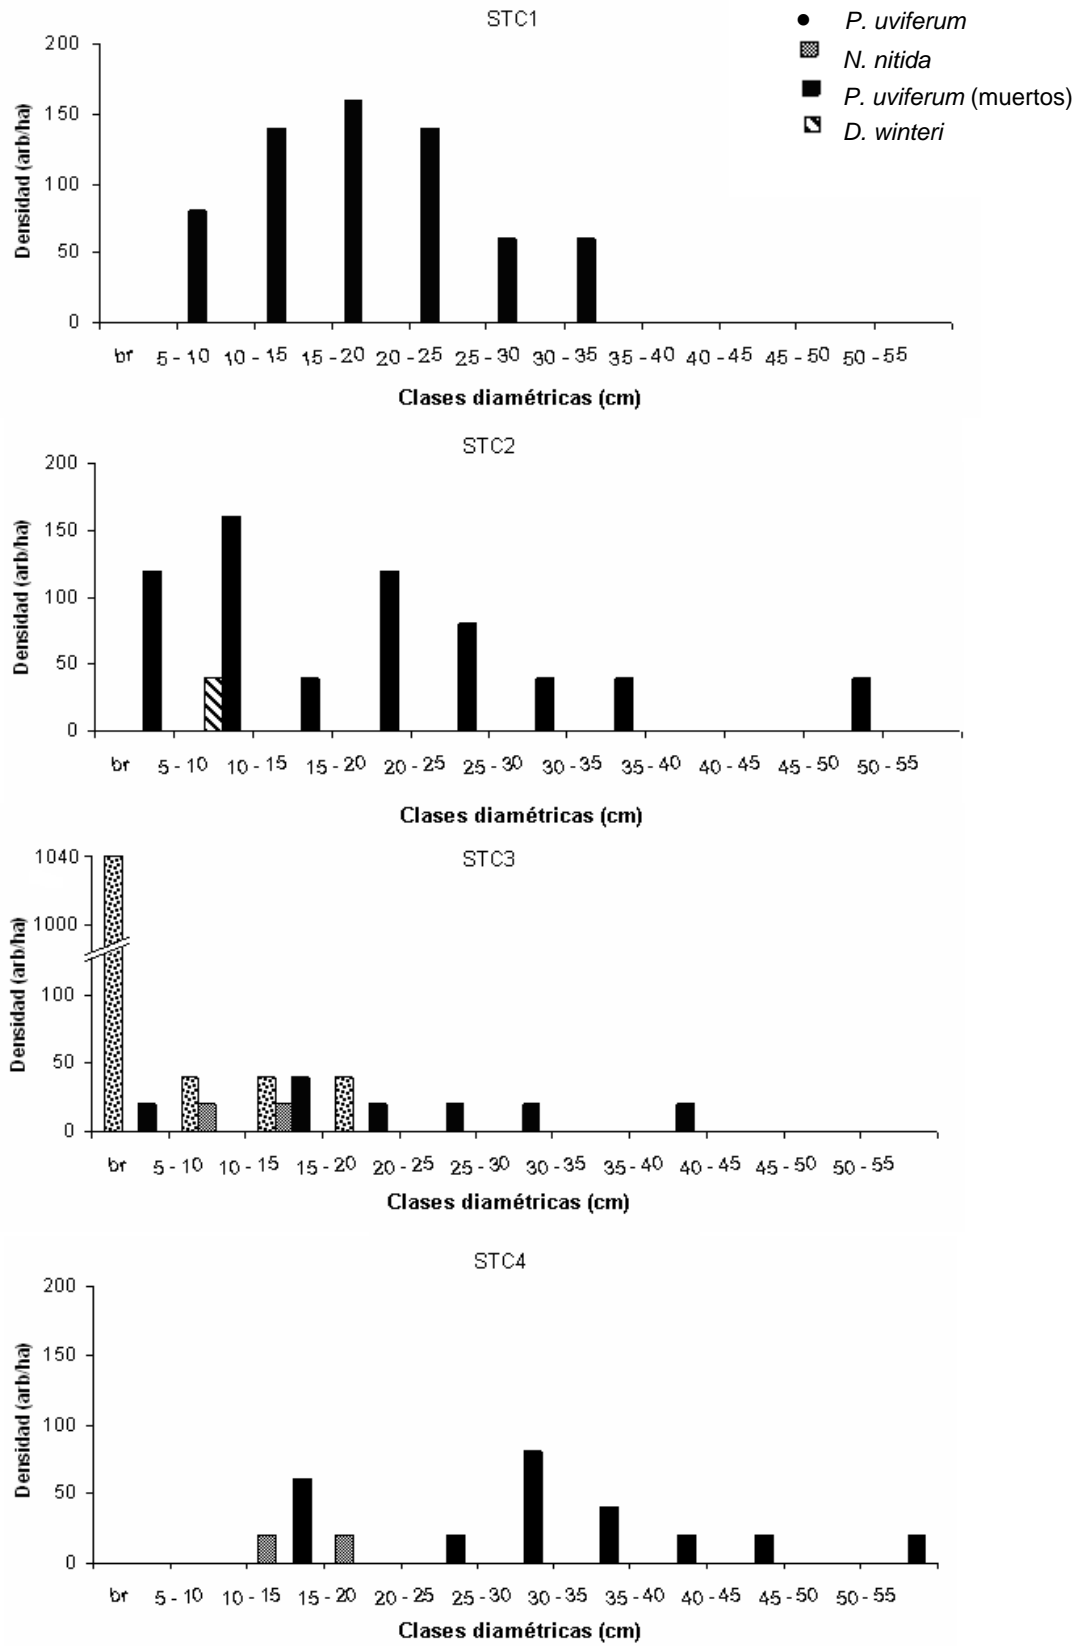 STC1
P. uviferum
N. nitida
P. uviferum (muertos)
D. winteri
Densidad (arb/ha)
200
150
100
50
0
br 5 - 10 10 - 15 15 - 20 20 - 25 25 - 30 30 - 35 35 - 40 40 - 45 45 - 50 50 - 55
Clases diamétricas (cm)
STC2
Densidad (arb/ha)
200
150
100
50
0
br 5 - 10 10 - 15 15 - 20 20 - 25 25 - 30 30 - 35 35 - 40 40 - 45 45 - 50 50 - 55
Clases diamétricas (cm)
STC3
Densidad (arb/ha)
1040
1000
100
50
0
br 5 - 10 10 - 15 15 - 20 20 - 25 25 - 30 30 - 35 35 - 40 40 - 45 45 - 50 50 - 55
Clases diamétricas (cm)
STC4
Densidad (arb/ha)
200
150
100
50
0
br 5 - 10 10 - 15 15 - 20 20 - 25 25 - 30 30 - 35 35 - 40 40 - 45 45 - 50 50 - 55
Clases diamétricas (cm)